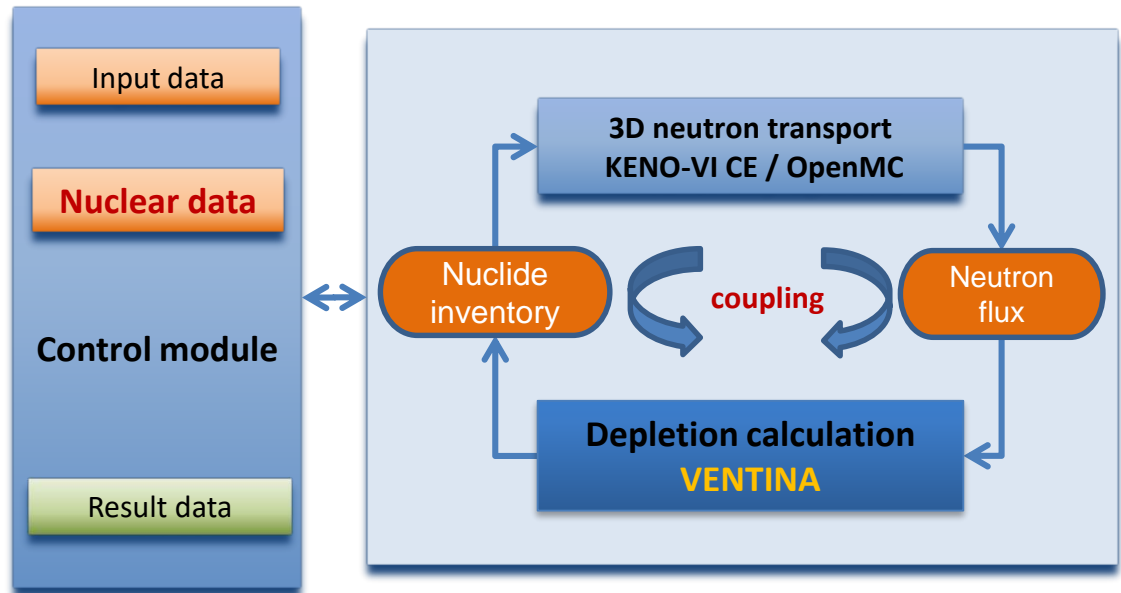 Input data
Nuclear data
Control module
Result data
3D neutron transport
KENO-VI CE / OpenMC
Nuclide
inventory
coupling
Neutron
flux
Depletion calculation
VENTINA